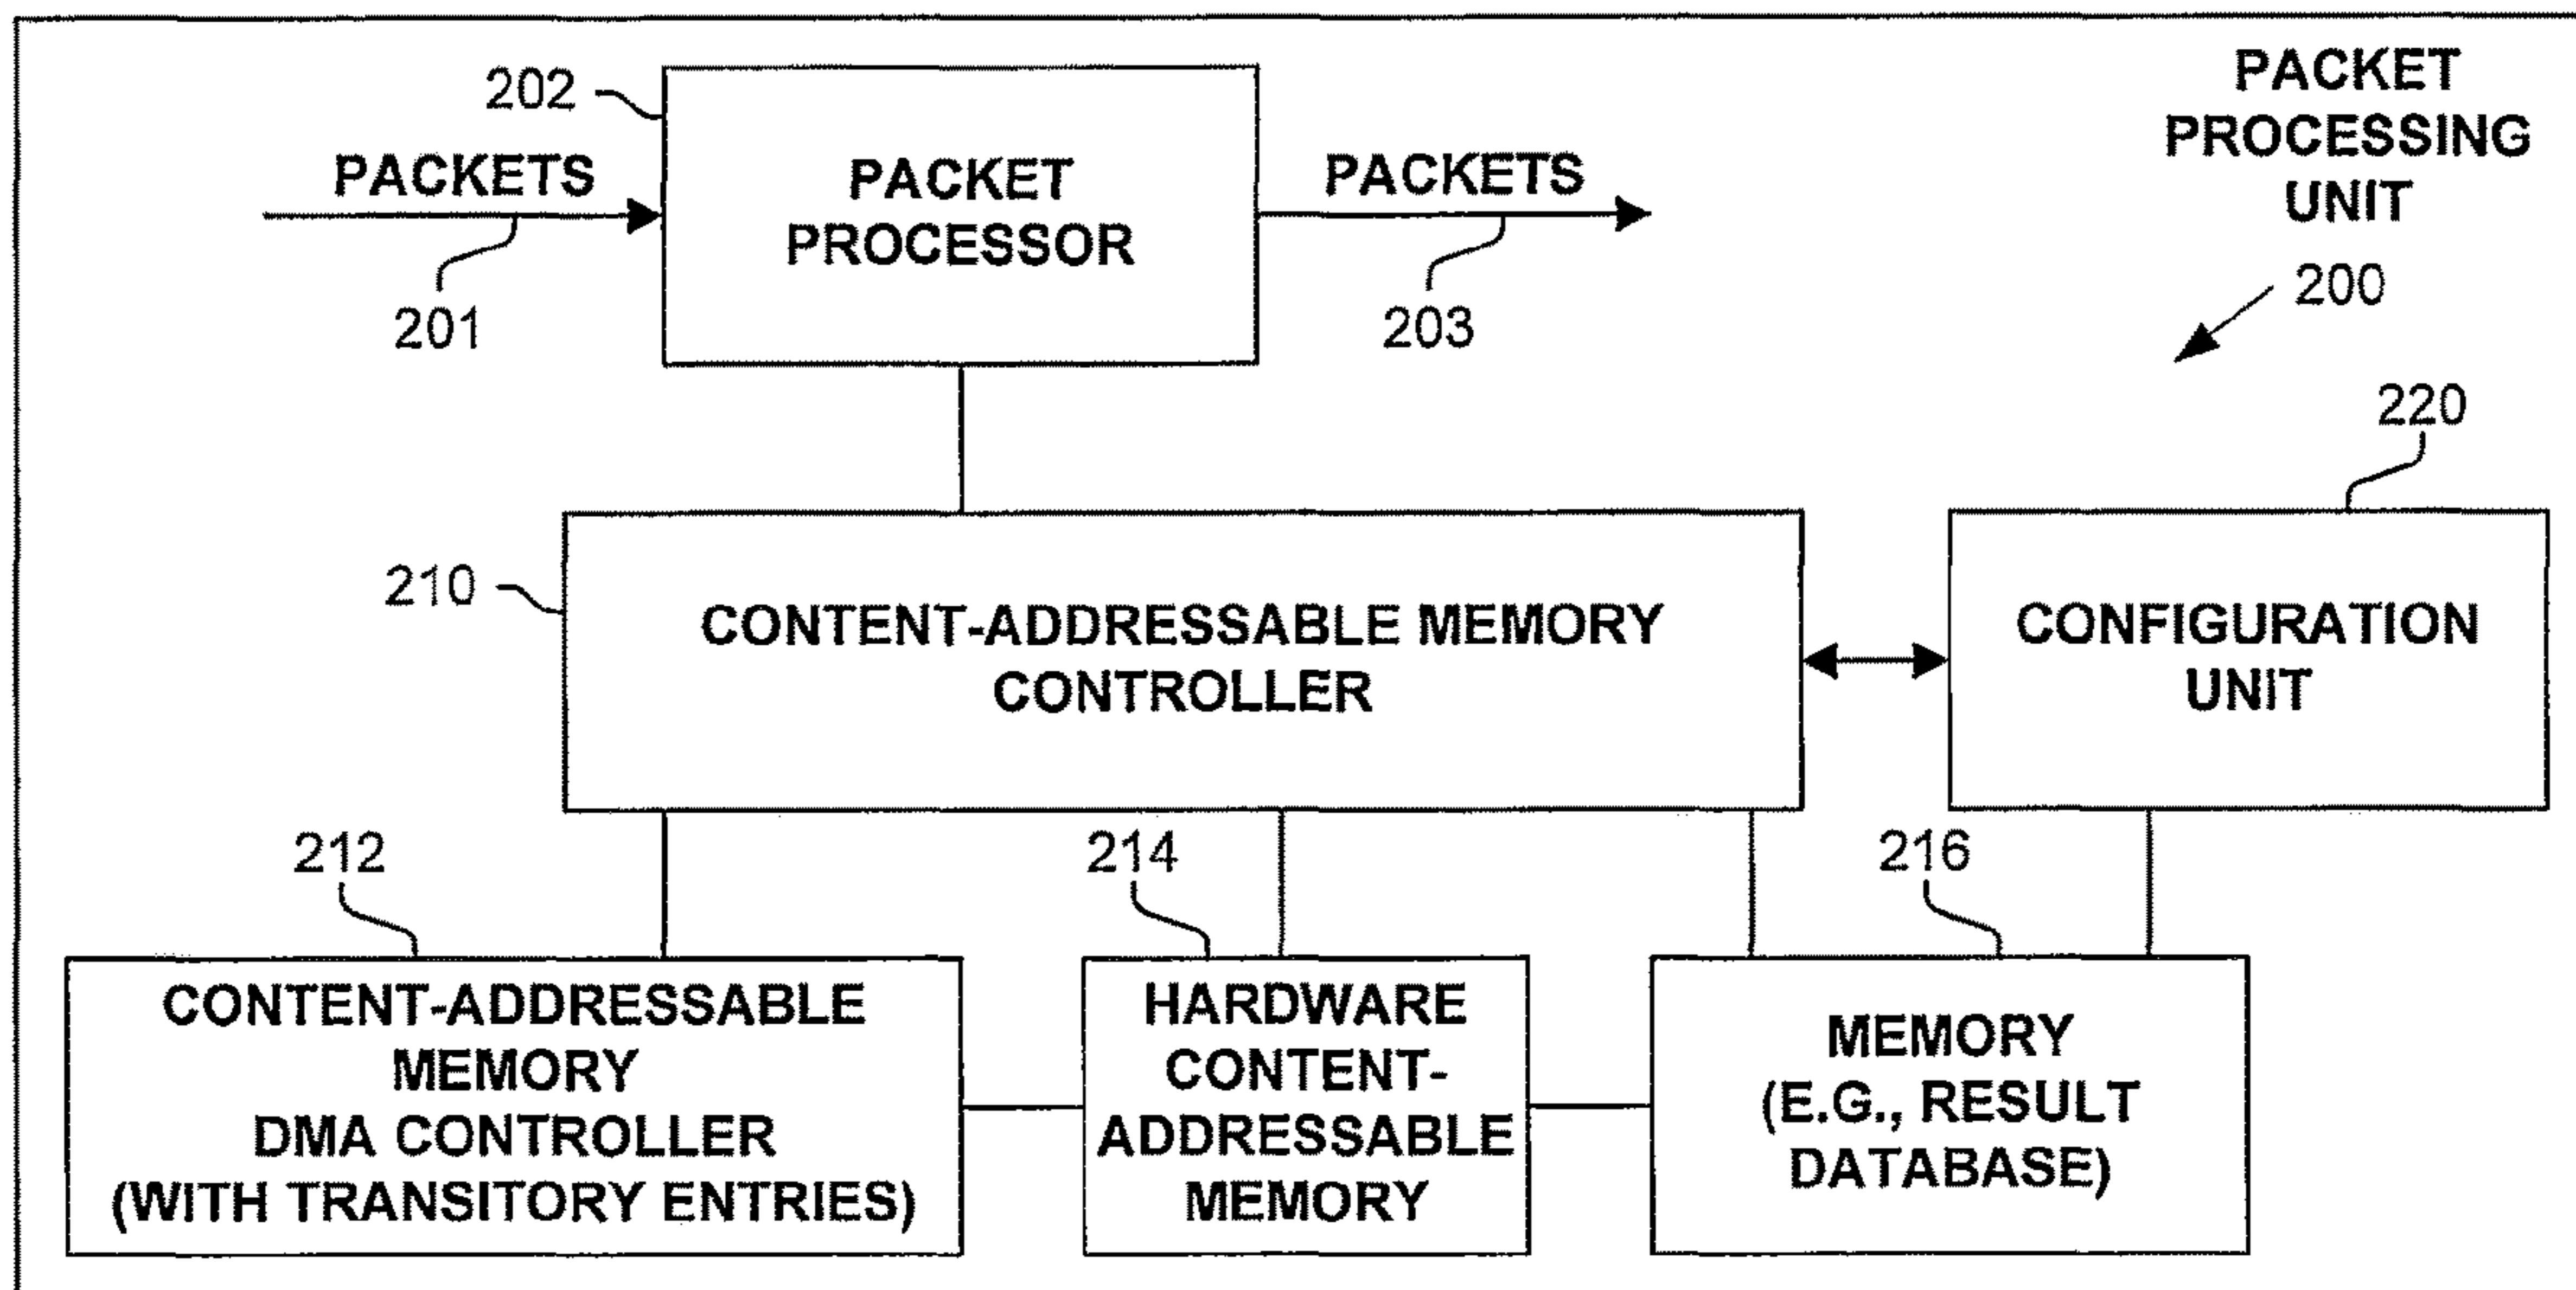 202
PACKETS
201
PACKET
PROCESSOR
PACKETS
203
PACKET
PROCESSING
UNIT
200
220
210
CONTENT-ADDRESSABLE MEMORY
CONTROLLER
CONFIGURATION
UNIT
212
214
216
CONTENT-ADDRESSABLE
MEMORY
DMA CONTROLLER
(WITH TRANSITORY ENTRIES)
HARDWARE
CONTENT-
ADDRESSABLE
MEMORY
MEMORY
(E.G., RESULT
DATABASE)